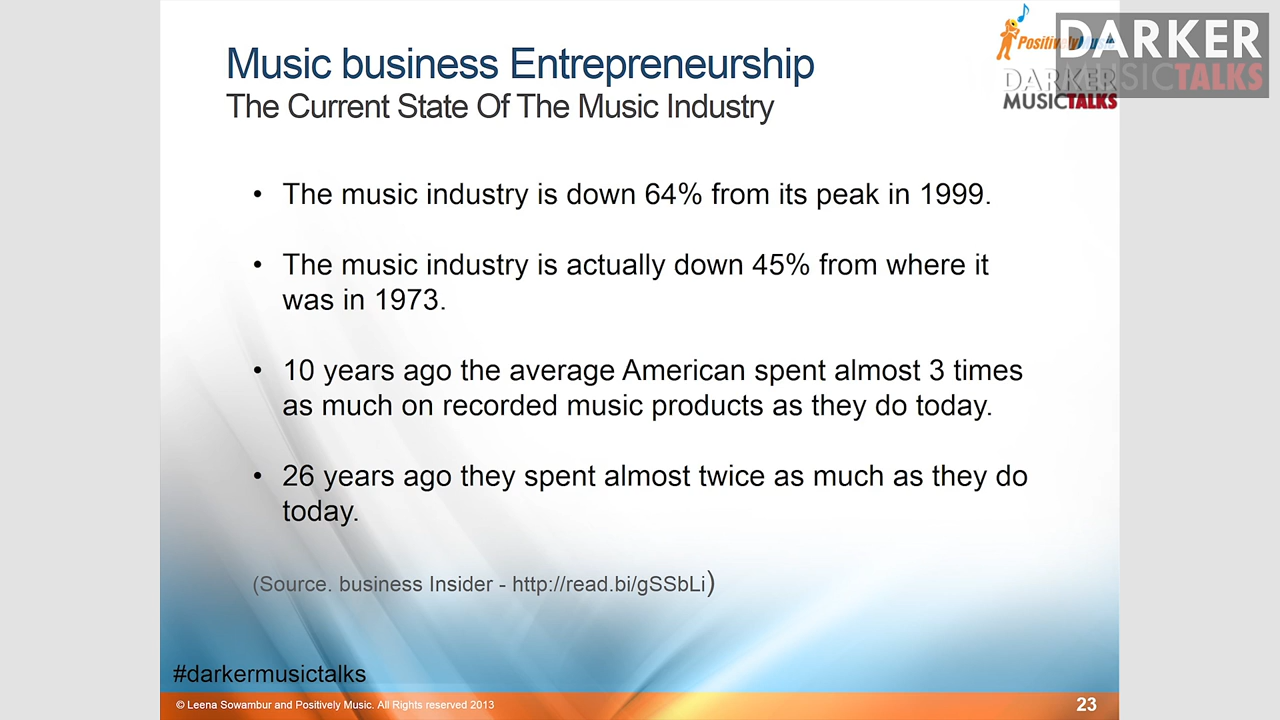 Music business Entrepreneurship
The Current State Of The Music Industry
PositivelyMusic
DARKER
MUSICTALKS
DARKER
MUSICTALKS
• The music industry is down 64% from its peak in 1999.
• The music industry is actually down 45% from where it
was in 1973.
• 10 years ago the average American spent almost 3 times
as much on recorded music products as they do today.
• 26 years ago they spent almost twice as much as they do
today.
(Source. business Insider - http://read.bi/gSSbLi)
#darkermusictalks
© Leena Sowambur and Positively Music. All Rights reserved 2013
23